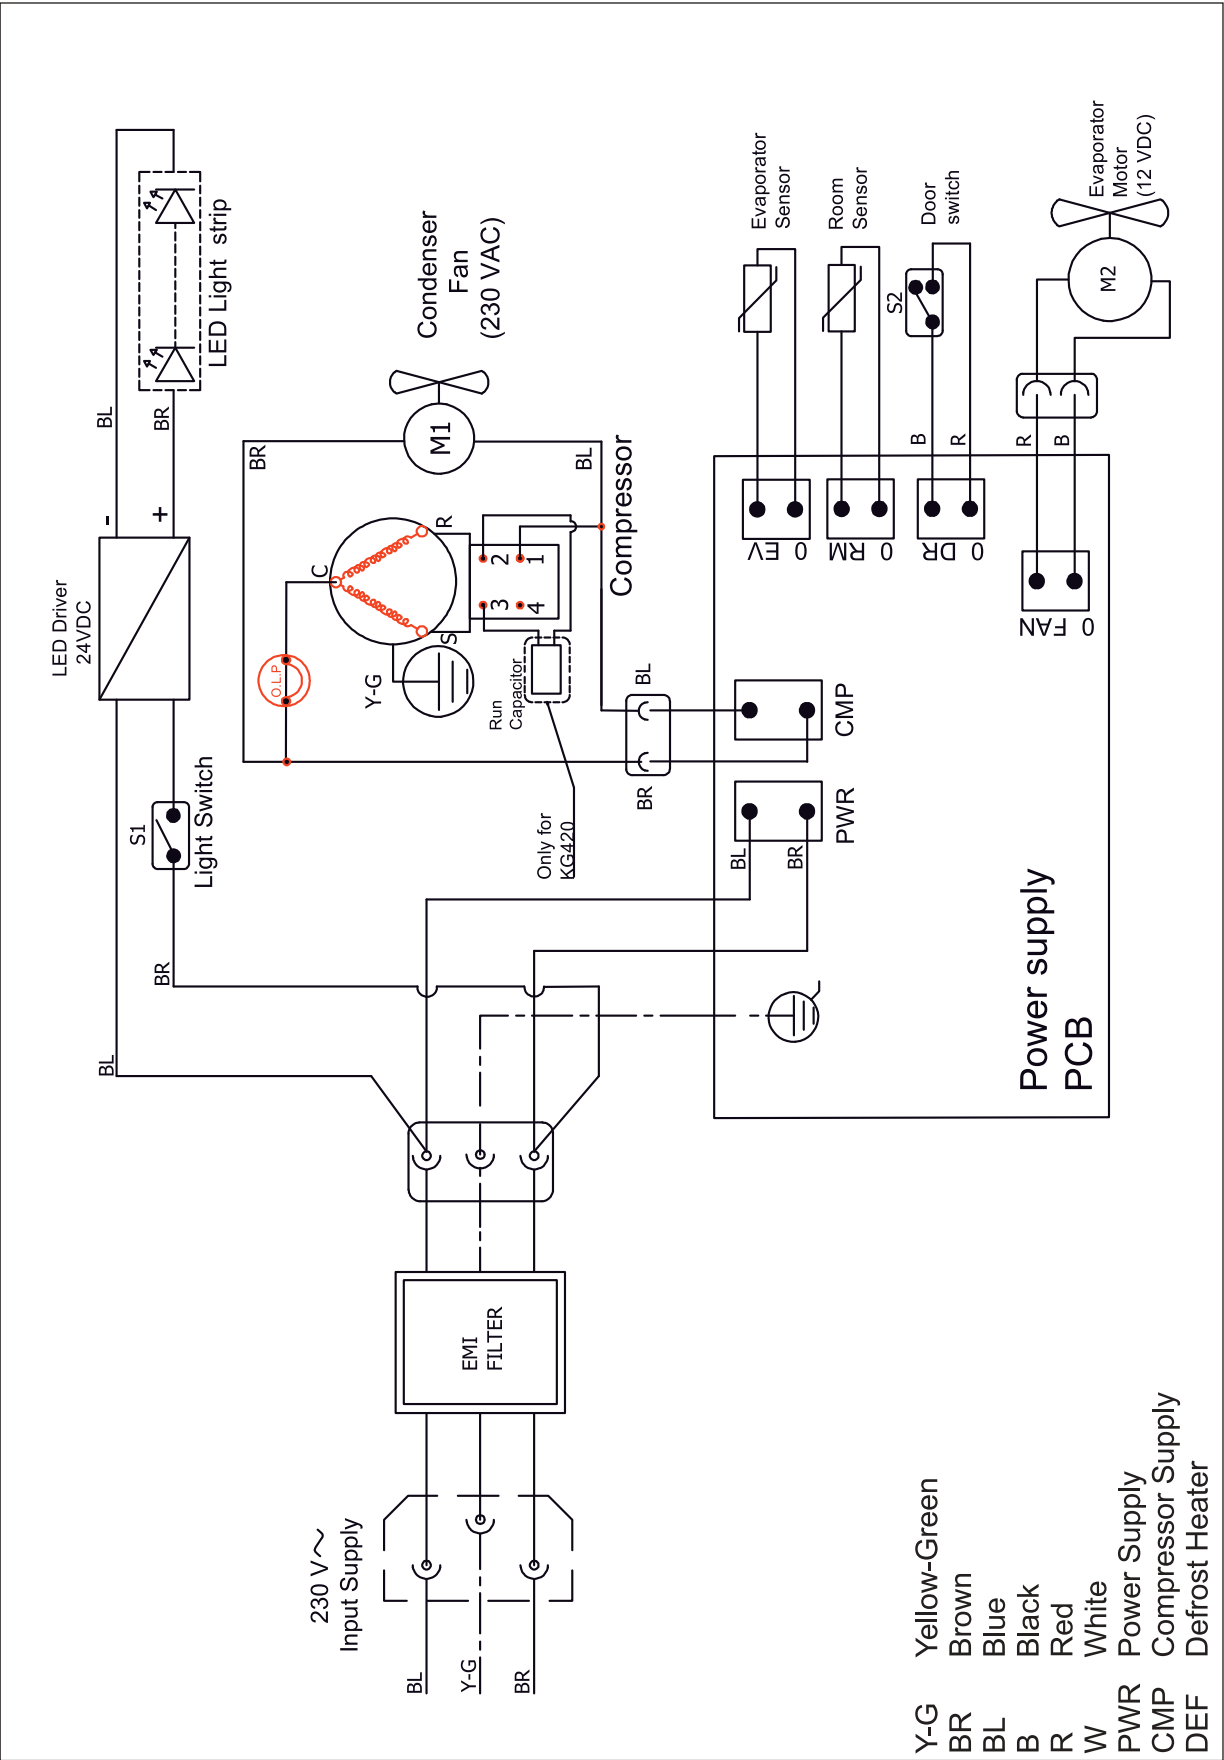 LED Driver
24VDC
-
+
BL
BR
LED Light strip
Condenser
Fan
(230 VAC)
M1
BR
BL
Compressor
C
R
S
O.L.P
2
1
3
4
Y-G
Run
Capacitor
Only for
KG420
S1
Light Switch
BR
BL
BL
BR
CMP
PWR
BL
BR
Evaporator
Sensor
Room
Sensor
Door
switch
S2
Evaporator
Motor
(12 VDC)
M2
B
R
R
B
0 EV
0 RM
0 DR
0 FAN
Power supply
PCB
EMI
FILTER
230 V~
Input Supply
BL
Y-G
BR
Y-G Yellow-Green
BR Brown
BL Blue
B Black
R Red
W White
PWR Power Supply
CMP Compressor Supply
DEF Defrost Heater